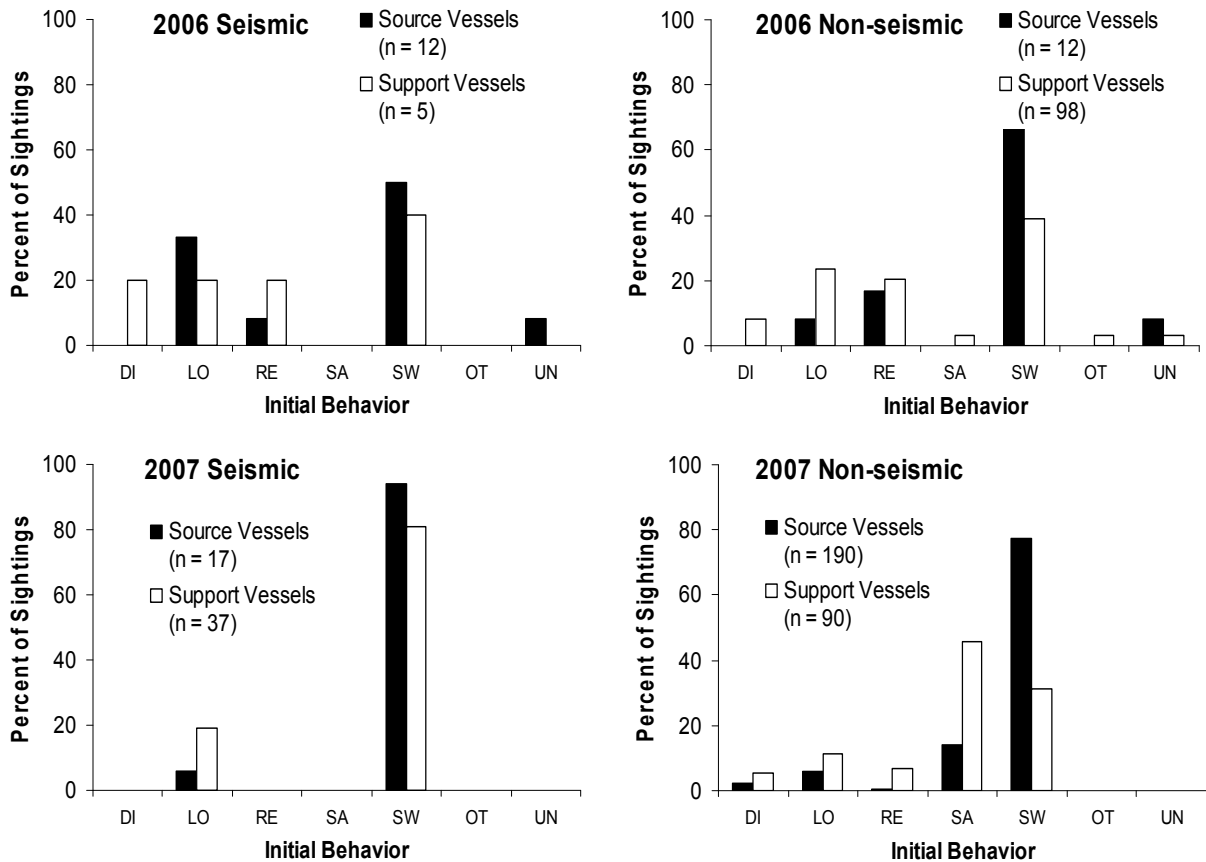 2006 Seismic
Source Vessels
(n = 12)
Support Vessels
(n = 5)
Percent of Sightings
100
80
60
40
20
0
DI LO RE SA SW OT UN
Initial Behavior
2006 Non-seismic
Source Vessels
(n = 12)
Support Vessels
(n = 98)
Percent of Sightings
100
80
60
40
20
0
DI LO RE SA SW OT UN
Initial Behavior
2007 Seismic
Source Vessels
(n = 17)
Support Vessels
(n = 37)
Percent of Sightings
100
80
60
40
20
0
DI LO RE SA SW OT UN
Initial Behavior
2007 Non-seismic
Source Vessels
(n = 190)
Support Vessels
(n = 90)
Percent of Sightings
100
80
60
40
20
0
DI LO RE SA SW OT UN
Initial Behavior